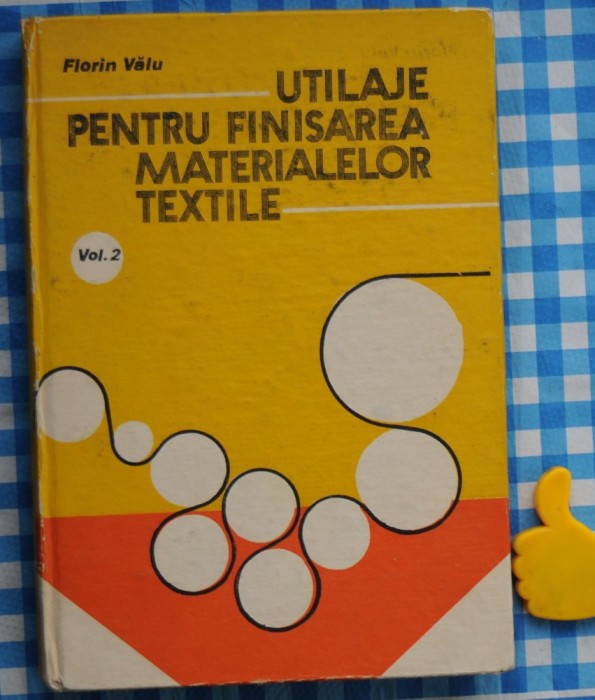 Florin Vălu
UTILAJE
PENTRU FINISAREA
MATERIALELOR
TEXTILE
Vol. 2